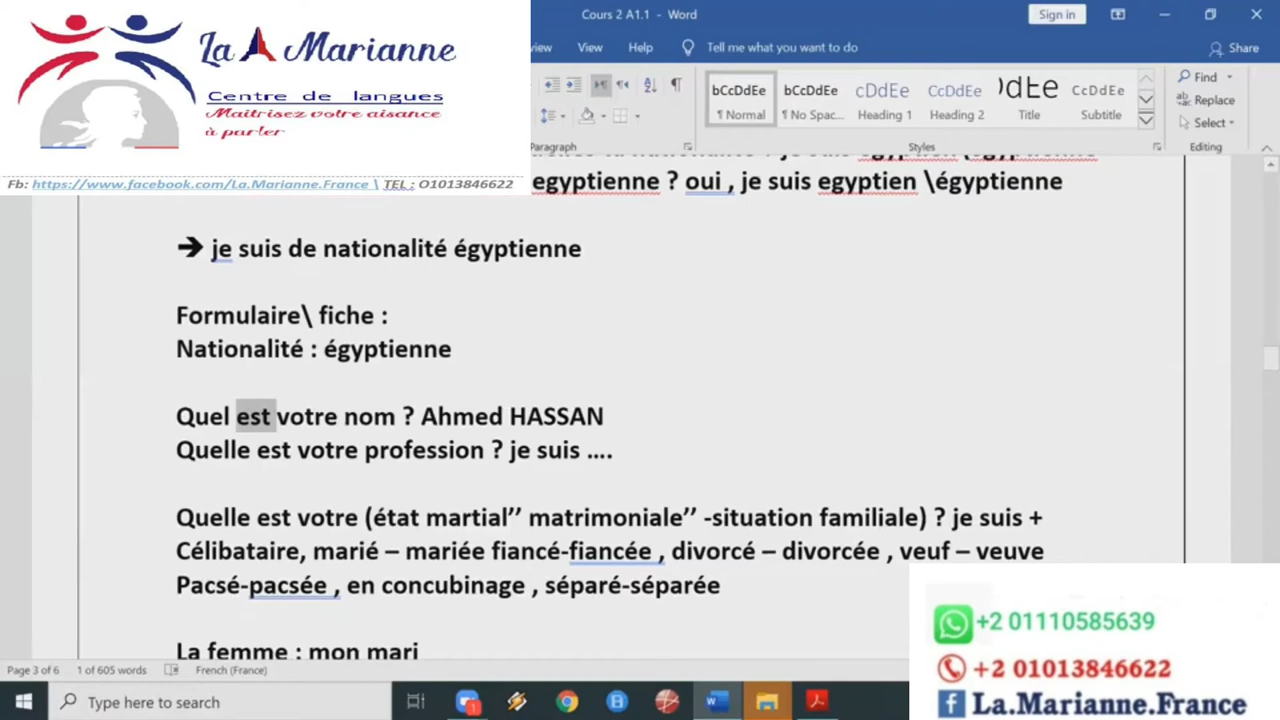 La Marianne
Centre de langues
Maîtrisez votre aisance
à parler
Fb: https://www.facebook.com/La.Marianne.France \ TEL : O1013846622
Cours 2 A1.1 - Word
Sign in
View
Help
Tell me what you want to do
Share
bCcDdEe
bCcDdEe
cDdEe
CcDdEe
CcDdEe
¶ Normal
¶ No Spac...
Heading 1
Heading 2
Title
Subtitle
Find
Replace
Select
Paragraph
Styles
Editing
egyptienne ? oui , je suis egyptien \égyptienne
➔ je suis de nationalité égyptienne
Formulaire\ fiche :
Nationalité : égyptienne
Quel est votre nom ? Ahmed HASSAN
Quelle est votre profession ? je suis ….
Quelle est votre (état martial’’ matrimoniale’’ -situation familiale) ? je suis +
Célibataire, marié – mariée fiancé-fiancée , divorcé – divorcée , veuf – veuve
Pacsé-pacsée , en concubinage , séparé-séparée
La femme : mon mari
+2 01110585639
+2 01013846622
La.Marianne.France
Page 3 of 6
1 of 605 words
French (France)
Type here to search